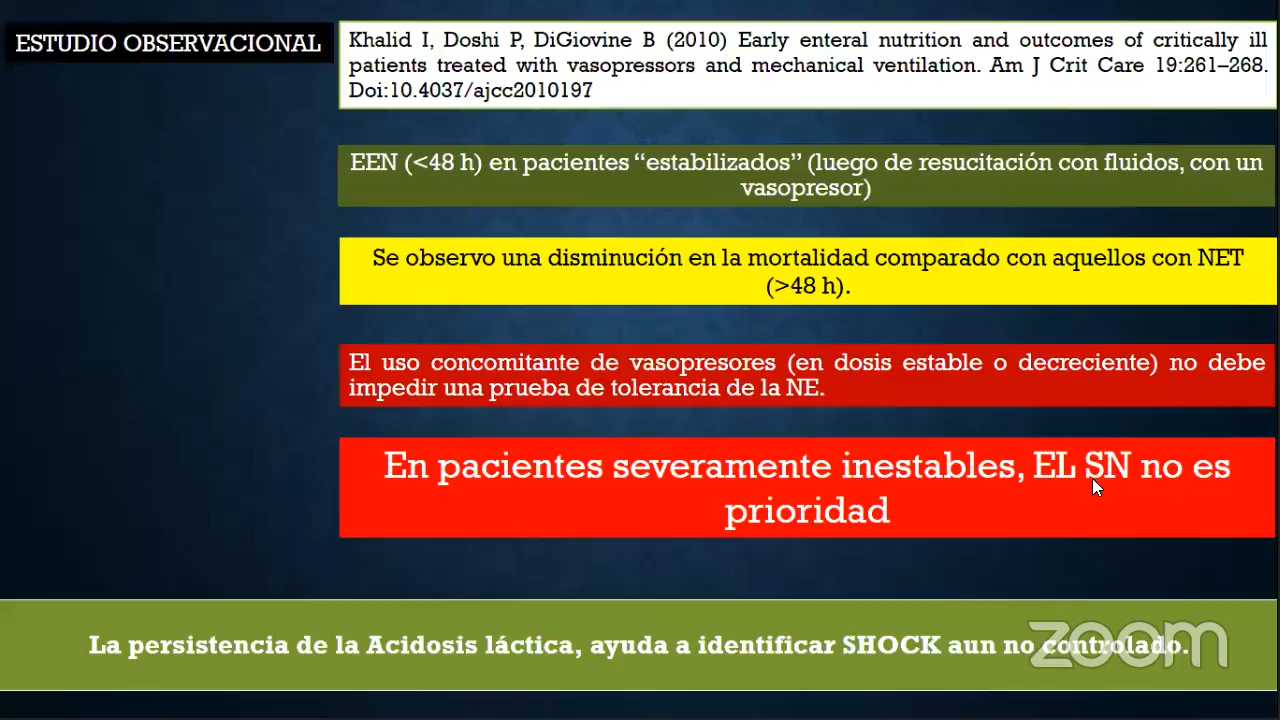 ESTUDIO OBSERVACIONAL
Khalid I, Doshi P, DiGiovine B (2010) Early enteral nutrition and outcomes of critically ill
patients treated with vasopressors and mechanical ventilation. Am J Crit Care 19:261–268.
Doi:10.4037/ajcc2010197
EEN (<48 h) en pacientes “estabilizados” (luego de resucitación con fluidos, con un
vasopresor)
Se observo una disminución en la mortalidad comparado con aquellos con NET
(>48 h).
El uso concomitante de vasopresores (en dosis estable o decreciente) no debe
impedir una prueba de tolerancia de la NE.
En pacientes severamente inestables, EL SN no es
prioridad
La persistencia de la Acidosis láctica, ayuda a identificar SHOCK aun no controlado.
zoom